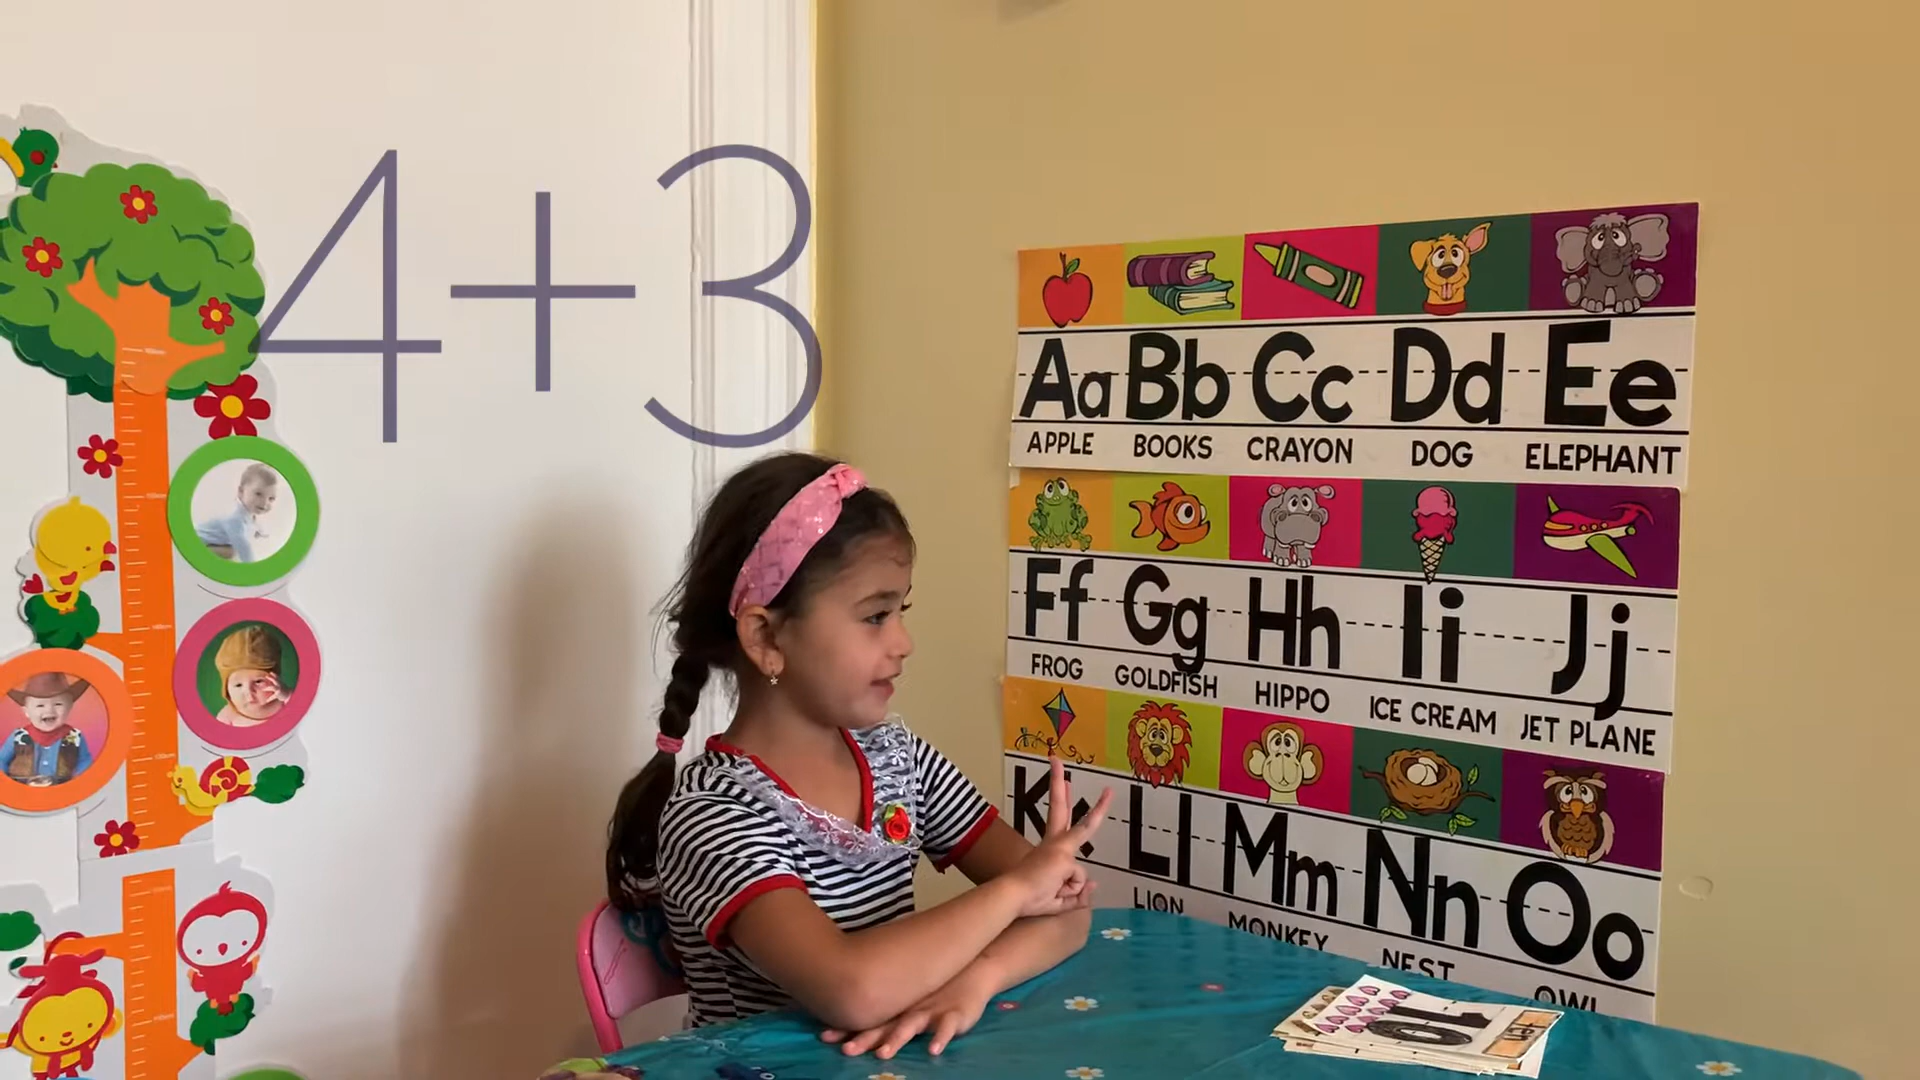 4+3
Aa Bb Cc Dd Ee
APPLE BOOKS CRAYON DOG ELEPHANT
Ff Gg Hh Ii Jj
FROG GOLDFISH HIPPO ICE CREAM JET PLANE
Ll Mm Nn Oo
LION MONKEY NEST OWL
10